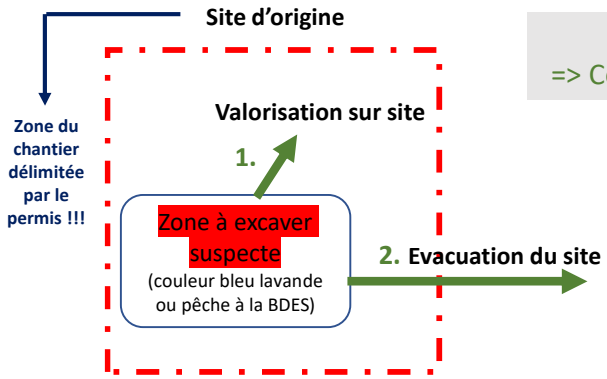 Site d'origine
=> C
Valorisation sur site
1.
Zone du
chantier
délimitée
par le
permis !!!
Zone à excaver
suspecte
(couleur bleu lavande
ou pêche à la BDES)
2. Evacuation du site